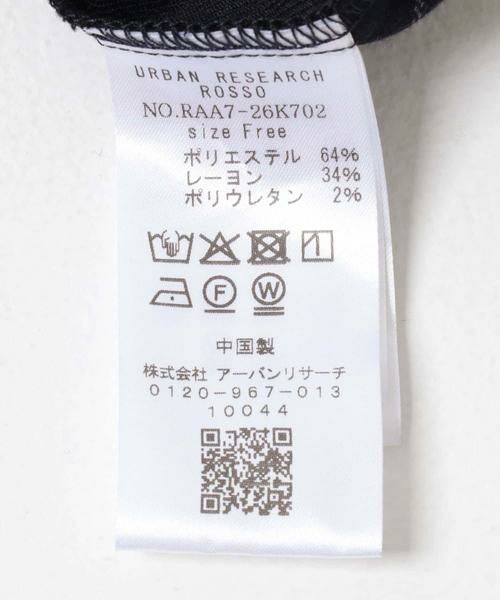 URBAN RESEARCH
ROSSO
NO.RAA7-26K702
size Free
ポリエステル 64%
レーヨン 34%
ポリウレタン 2%
F W
中国製
株式会社 アーバンリサーチ
0120-967-013
10044